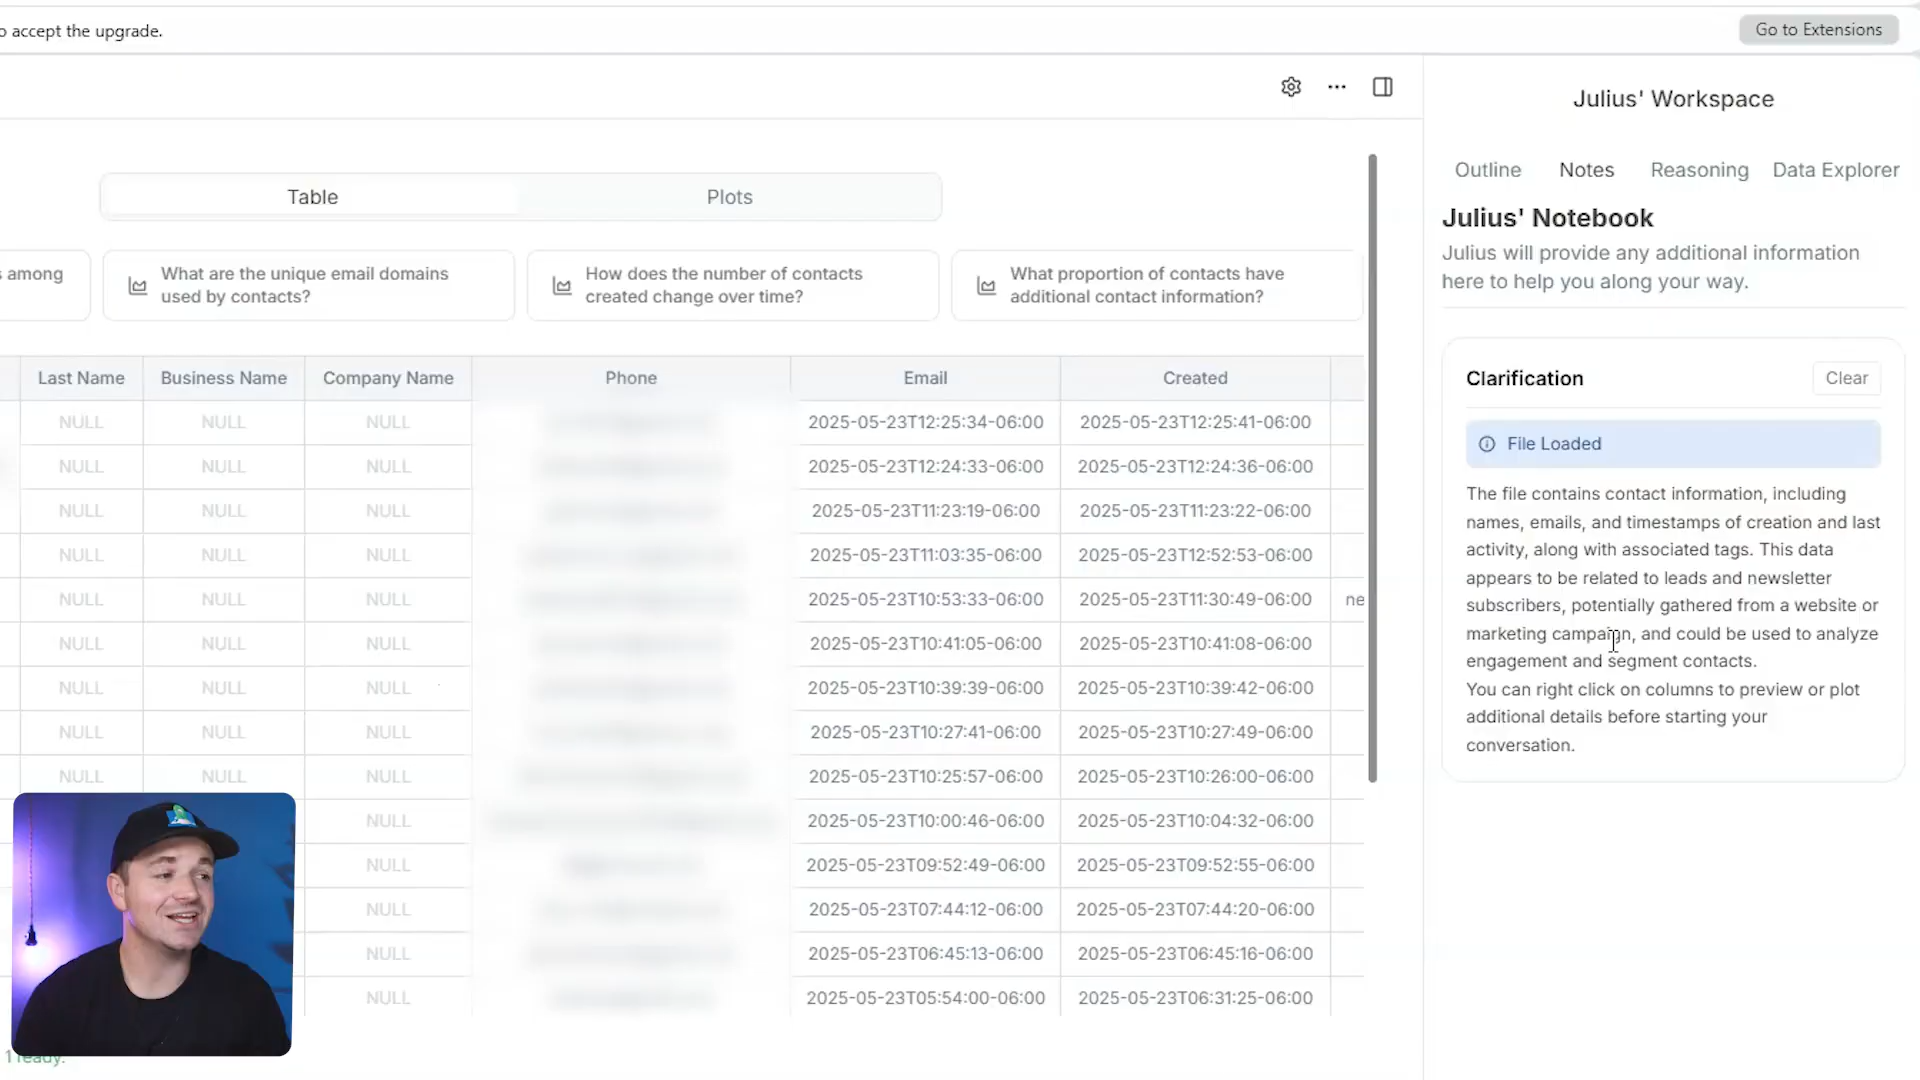 o accept the upgrade.
Go to Extensions
Julius' Workspace
Outline Notes Reasoning Data Explorer
Julius' Notebook
Julius will provide any additional information
here to help you along your way.
Table Plots
s among
What are the unique email domains
used by contacts?
How does the number of contacts
created change over time?
What proportion of contacts have
additional contact information?
Last Name Business Name Company Name Phone Email Created
NULL NULL NULL 2025-05-23T12:25:34-06:00 2025-05-23T12:25:41-06:00
NULL NULL NULL 2025-05-23T12:24:33-06:00 2025-05-23T12:24:36-06:00
NULL NULL NULL 2025-05-23T11:23:19-06:00 2025-05-23T11:23:22-06:00
NULL NULL NULL 2025-05-23T11:03:35-06:00 2025-05-23T12:52:53-06:00
NULL NULL NULL 2025-05-23T10:53:33-06:00 2025-05-23T11:30:49-06:00 ne
NULL NULL NULL 2025-05-23T10:41:05-06:00 2025-05-23T10:41:08-06:00
NULL NULL NULL 2025-05-23T10:39:39-06:00 2025-05-23T10:39:42-06:00
NULL NULL NULL 2025-05-23T10:27:41-06:00 2025-05-23T10:27:49-06:00
NULL NULL NULL 2025-05-23T10:25:57-06:00 2025-05-23T10:26:00-06:00
NULL 2025-05-23T10:00:46-06:00 2025-05-23T10:04:32-06:00
NULL 2025-05-23T09:52:49-06:00 2025-05-23T09:52:55-06:00
NULL 2025-05-23T07:44:12-06:00 2025-05-23T07:44:20-06:00
NULL 2025-05-23T06:45:13-06:00 2025-05-23T06:45:16-06:00
NULL 2025-05-23T05:54:00-06:00 2025-05-23T06:31:25-06:00
1 ready.
Clarification
Clear
File Loaded
The file contains contact information, including
names, emails, and timestamps of creation and last
activity, along with associated tags. This data
appears to be related to leads and newsletter
subscribers, potentially gathered from a website or
marketing campaign, and could be used to analyze
engagement and segment contacts.
You can right click on columns to preview or plot
additional details before starting your
conversation.